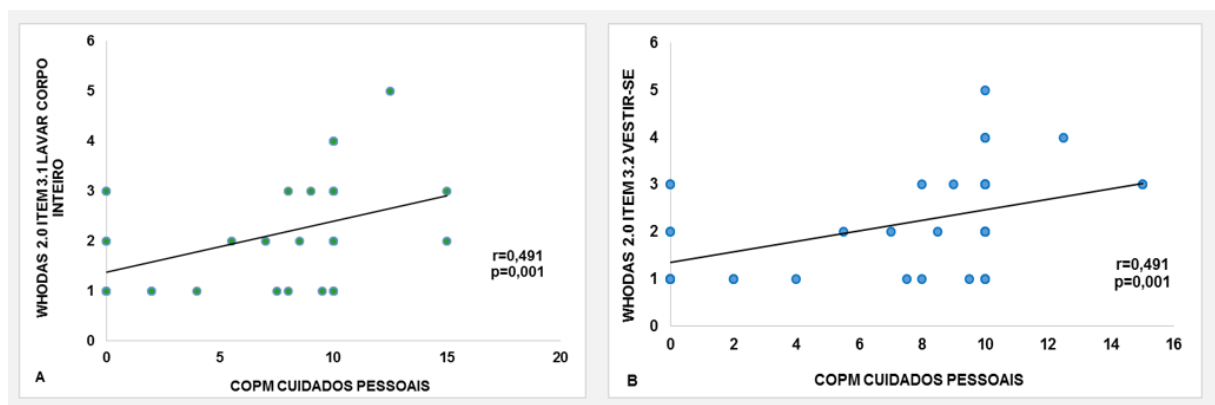 WHODAS 2.0 ITEM 3.1 LAVAR CORPO
INTEIRO
6
5
4
3
2
1
0
0 5 10 15 20
r=0,491
p=0,001
A
COPM CUIDADOS PESSOAIS
WHODAS 2.0 ITEM 3.2 VESTIR-SE
6
5
4
3
2
1
0
0 2 4 6 8 10 12 14 16
r=0,491
p=0,001
B
COPM CUIDADOS PESSOAIS